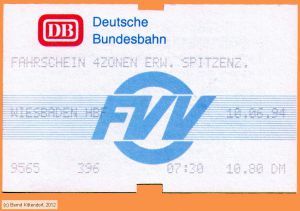 DB
Deutsche
Bundesbahn
FAHRSCHEIN 4ZONEN ERW. SPITZENZ.
WIESBADEN HBF 10.06.94
FVV
9565 396 07:30 10.80 DM
(c) Bernd Kittendorf, 2012